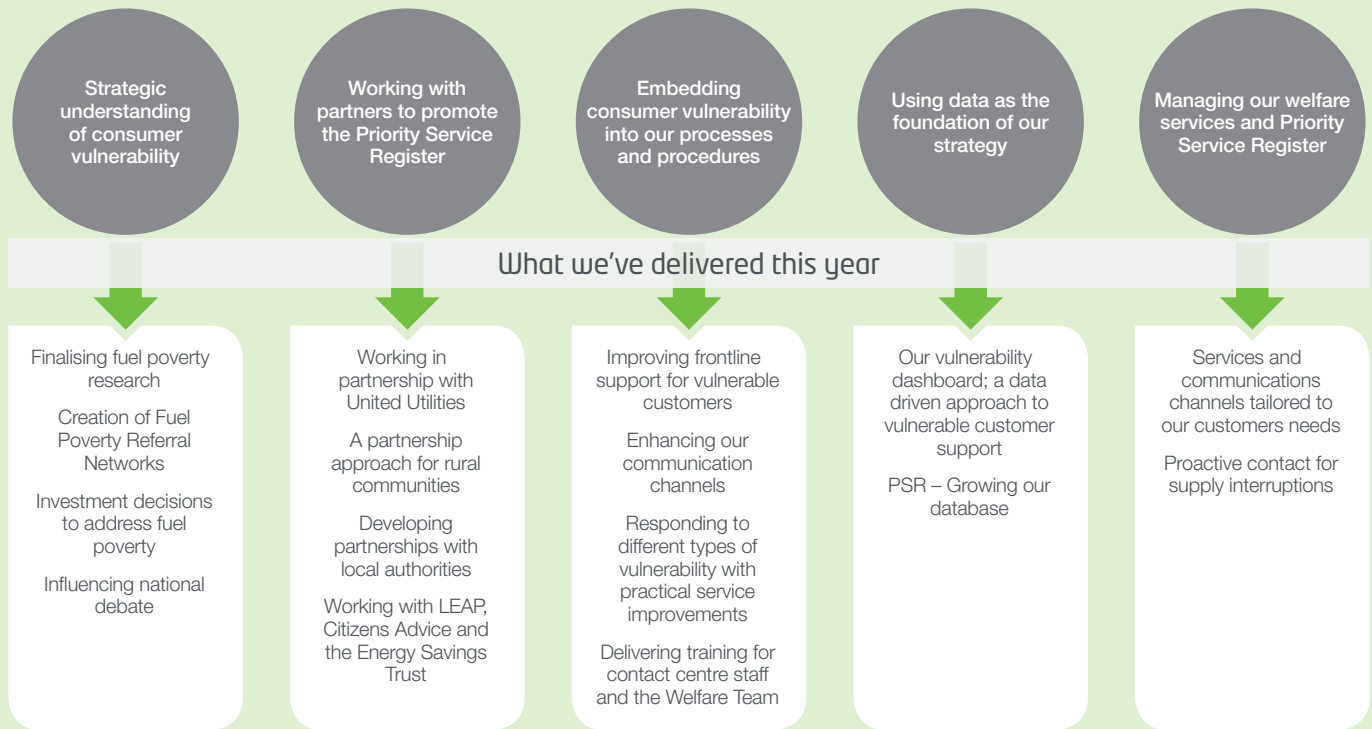 Strategic
understanding
of consumer
vulnerability
Working with
partners to promote
the Priority Service
Register
Embedding
consumer vulnerability
into our processes
and procedures
Using data as the
foundation of our
strategy
Managing our welfare
services and Priority
Service Register
What we've delivered this year
Finalising fuel poverty
research
Creation of Fuel
Poverty Referral
Networks
Investment decisions
to address fuel
poverty
Influencing national
debate
Working in
partnership with
United Utilities
A partnership
approach for rural
communities
Developing
partnerships with
local authorities
Working with LEAP,
Citizens Advice and
the Energy Savings
Trust
Improving frontline
support for vulnerable
customers
Enhancing our
communication
channels
Responding to
different types of
vulnerability with
practical service
improvements
Delivering training for
contact centre staff
and the Welfare Team
Our vulnerability
dashboard; a data
driven approach to
vulnerable customer
support
PSR – Growing our
database
Services and
communications
channels tailored to
our customers needs
Proactive contact for
supply interruptions